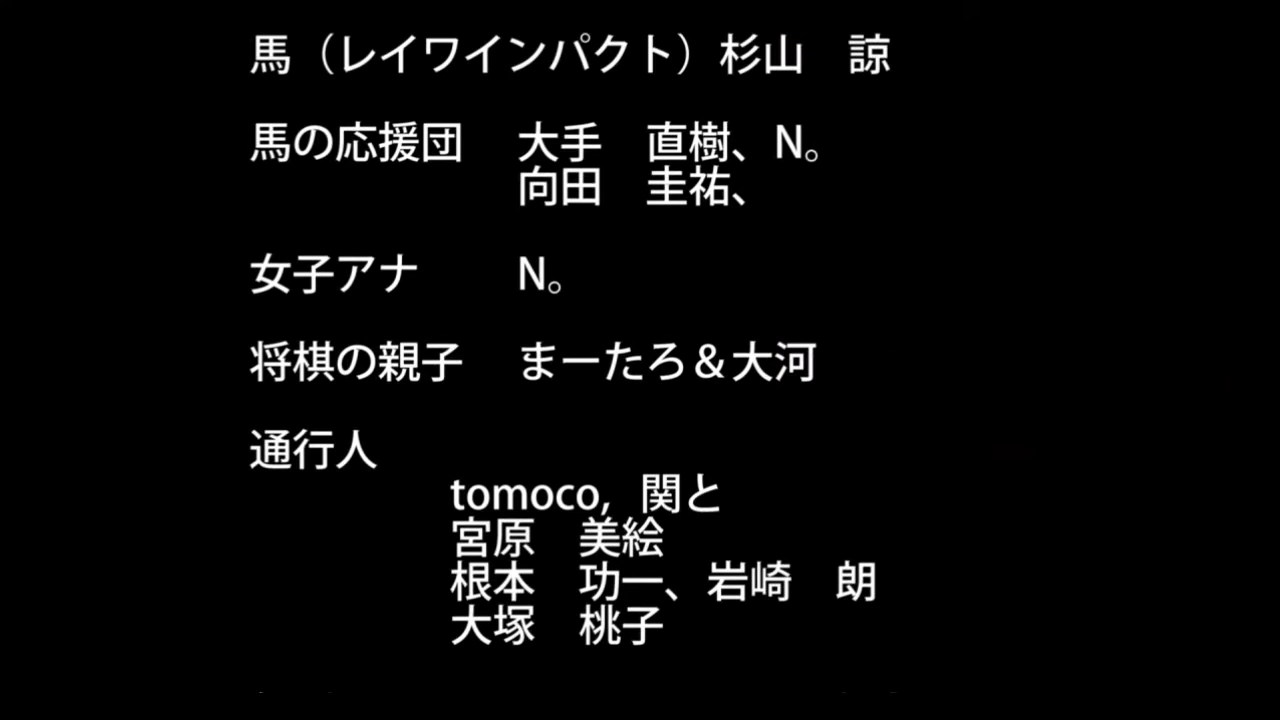 馬（レイワインパクト）杉山　諒
馬の応援団　大手　直樹、N。
向田　圭祐、
女子アナ　N。
将棋の親子　まーたろ＆大河
通行人
tomoco,　関と
宮原　美絵
根本　功一、岩崎　朗
大塚　桃子